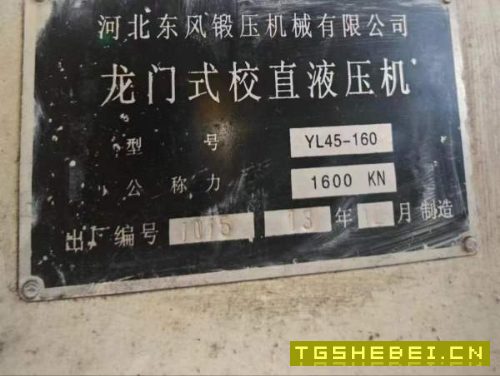 河北东风锻压机械有限公司
龙门式校直液压机
型 号 YL45-160
公 称 力 1600 KN
出厂编号 1015 13 年 月 制造
TGSHEBEI.CN